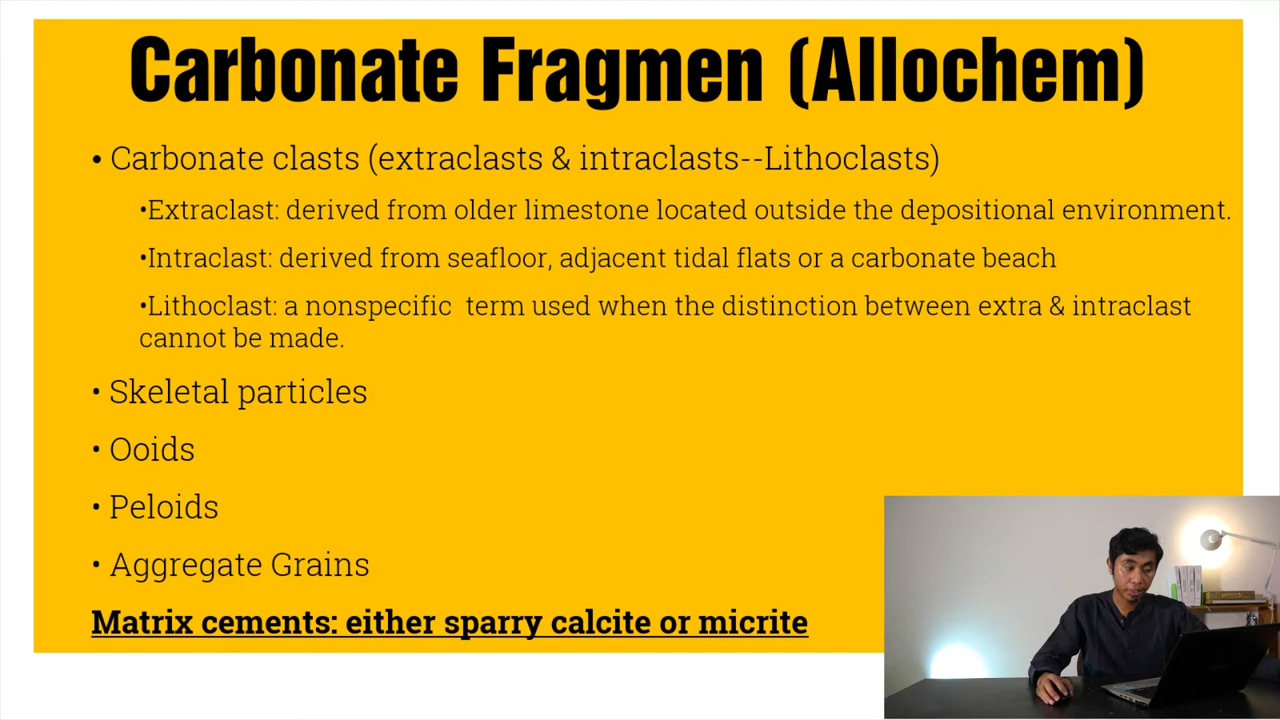 Carbonate Fragmen (Allochem)
• Carbonate clasts (extraclasts & intraclasts--Lithoclasts)
•Extraclast: derived from older limestone located outside the depositional environment.
•Intraclast: derived from seafloor, adjacent tidal flats or a carbonate beach
•Lithoclast: a nonspecific  term used when the distinction between extra & intraclast
cannot be made.
• Skeletal particles
• Ooids
• Peloids
• Aggregate Grains
Matrix cements: either sparry calcite or micrite